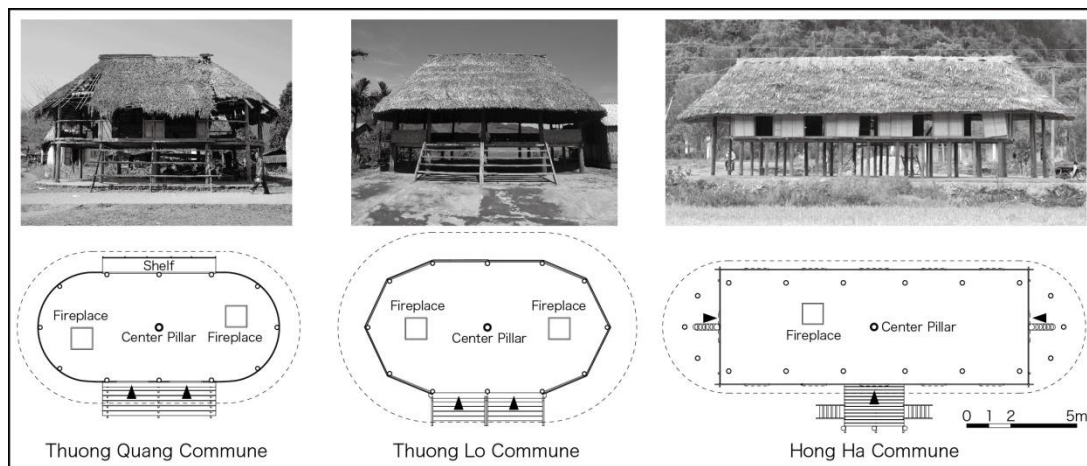 Shelf
Fireplace
Center Pillar
Fireplace
Thuong Quang Commune
Fireplace
Fireplace
Center Pillar
Thuong Lo Commune
Fireplace
Center Pillar
0 1 2 5m
Hong Ha Commune